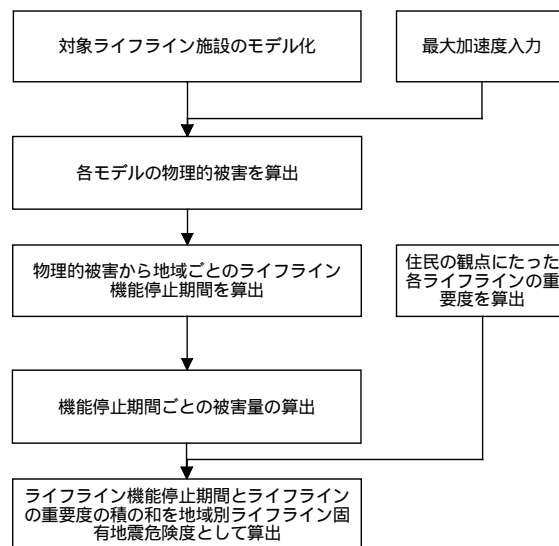 対象ライフライン施設のモデル化
最大加速度入力
各モデルの物理的被害を算出
物理的被害から地域ごとのライフライン
機能停止期間を算出
住民の観点にたった
各ライフラインの重
要度を算出
機能停止期間ごとの被害量の算出
ライフライン機能停止期間とライフライン
の重要度の積の和を地域別ライフライン固
有地震危険度として算出